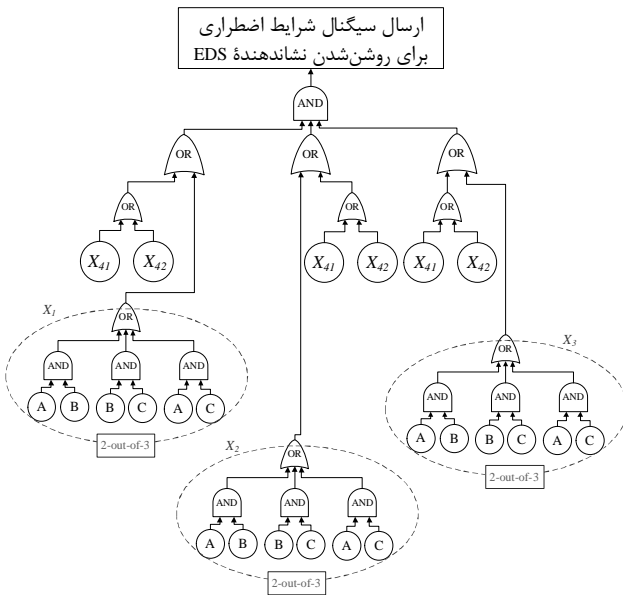 ارسال سیگنال شرایط اضطراری
برای روشن‌شدن نشاندهندهٔ EDS
AND
OR OR OR
OR OR OR
X41 X42 X41 X42 X41 X42
X1
OR
AND AND AND
A B B C A C
2-out-of-3
X3
OR
AND AND AND
A B B C A C
2-out-of-3
X2
OR
AND AND AND
A B B C A C
2-out-of-3